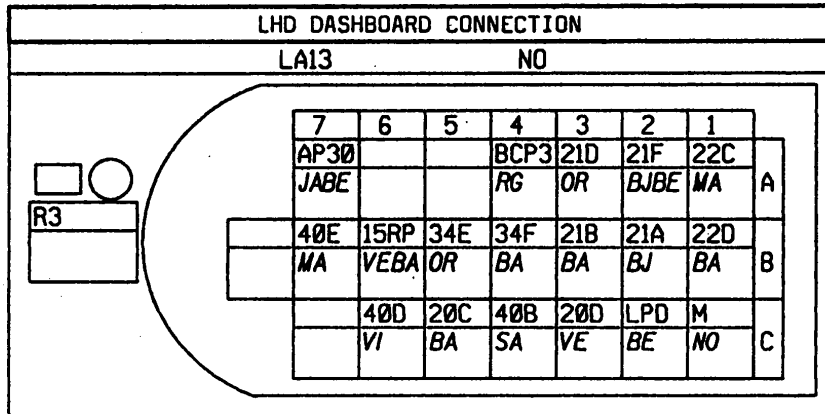 LHD DASHBOARD CONNECTION
LA13 NO
7 6 5 4 3 2 1
AP30 BCP3 21D 21F 22C
JABE RG OR BJBE MA A
R3
40E 15RP 34E 34F 21B 21A 22D
MA VEBA OR BA BA BJ BA B
40D 20C 40B 20D LPD M
VI BA SA VE BE NO C